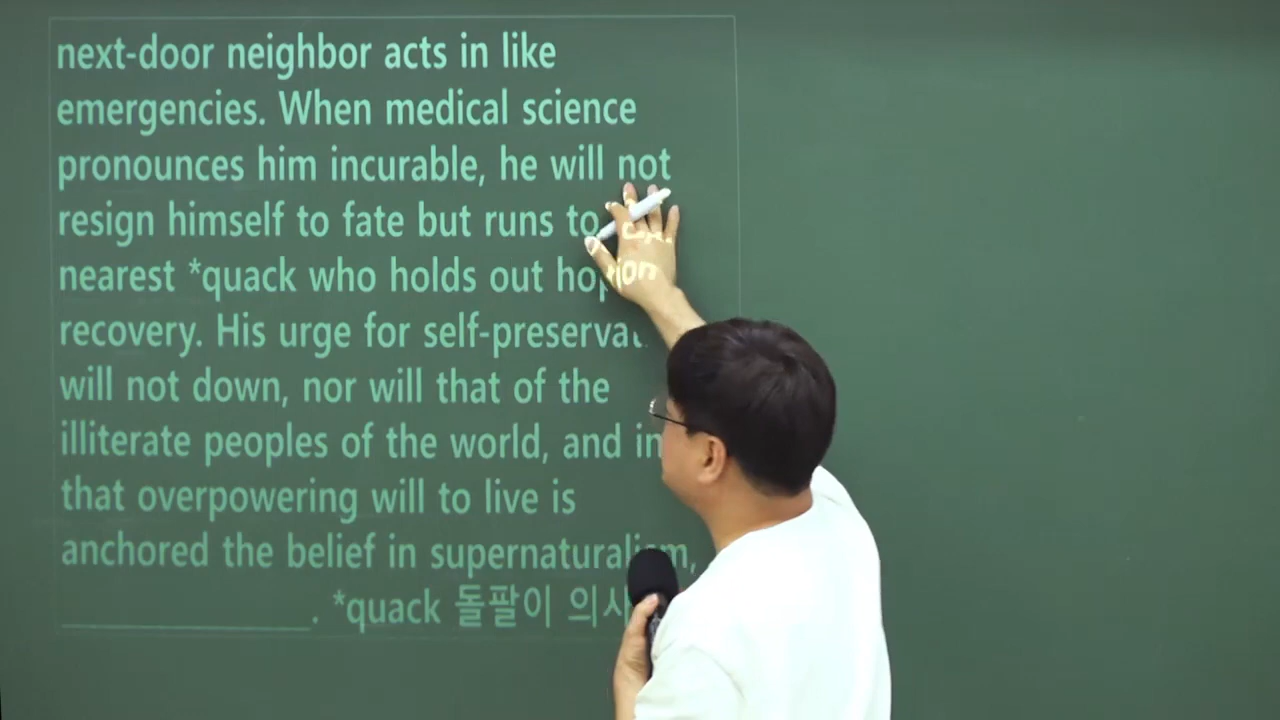 next-door neighbor acts in like
emergencies. When medical science
pronounces him incurable, he will not
resign himself to fate but runs to
nearest *quack who holds out
recovery. His urge for
will not down, nor will that of the
illiterate peoples of the world, and in
that overpowering will to live is
anchored the belief in supernaturalism,
____________. *quack 돌팔이 의사